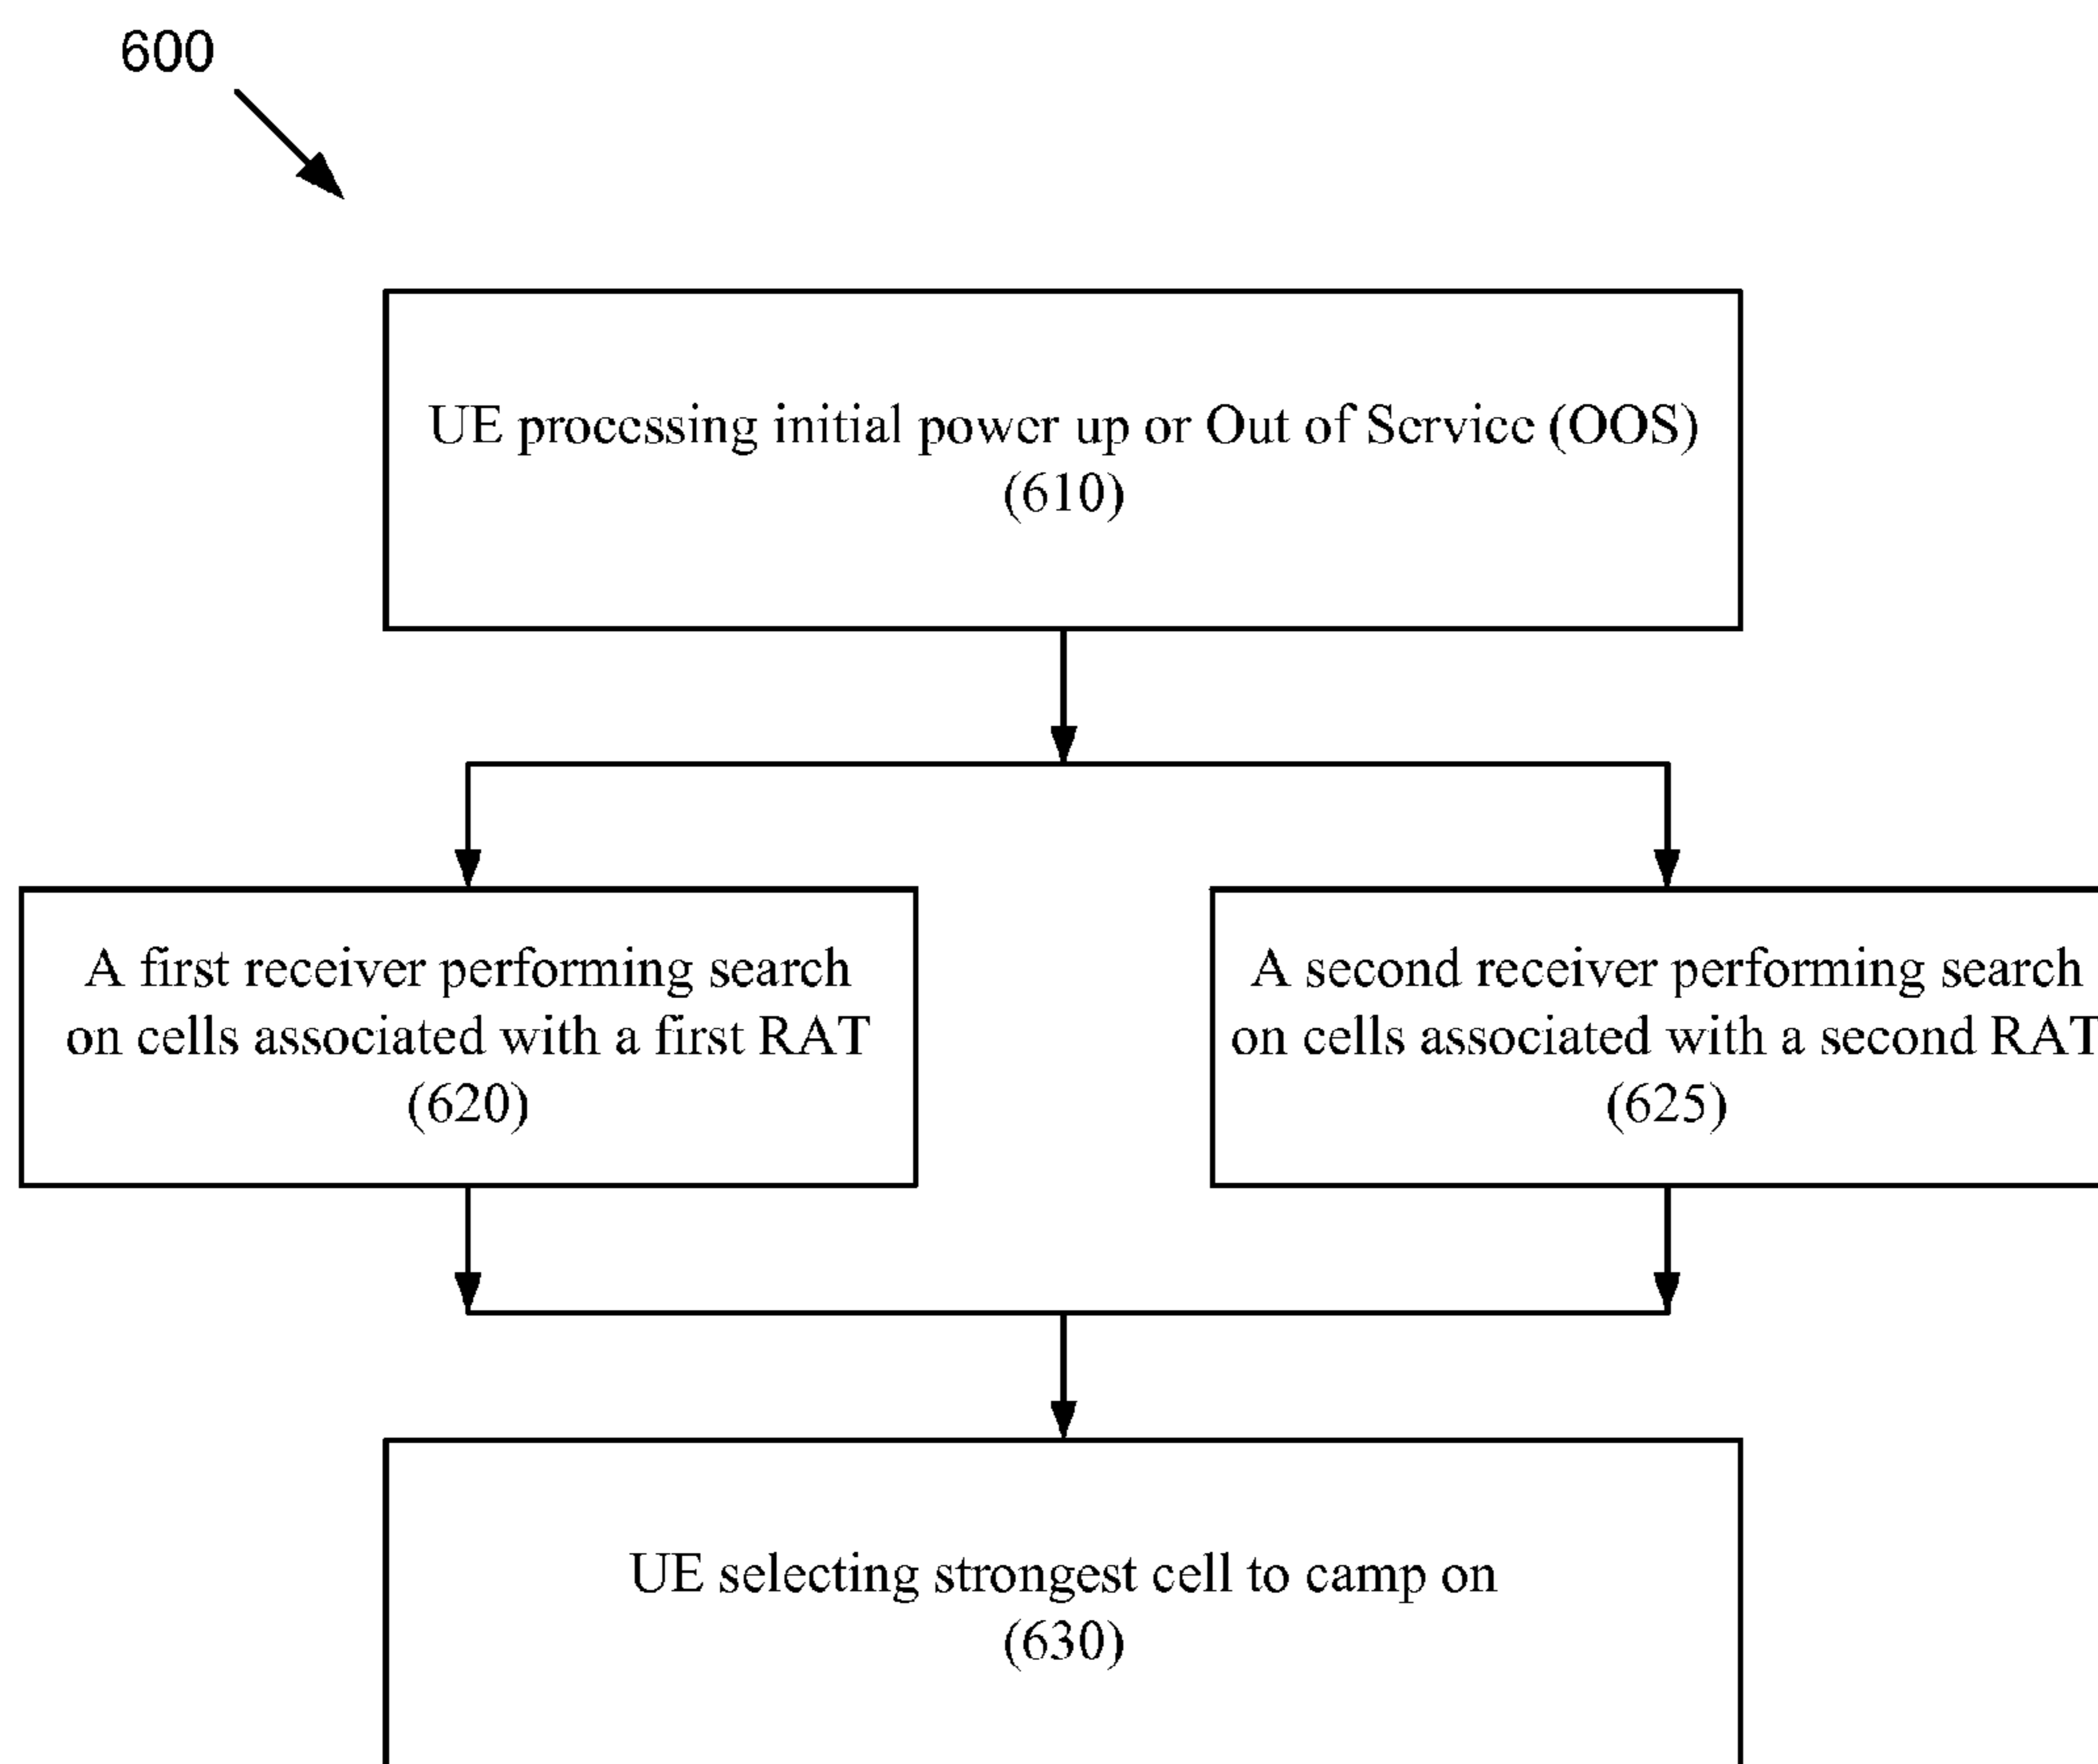 600
UE processing initial power up or Out of Service (OOS)
(610)
A first receiver performing search
on cells associated with a first RAT
(620)
A second receiver performing search
on cells associated with a second RAT
(625)
UE selecting strongest cell to camp on
(630)